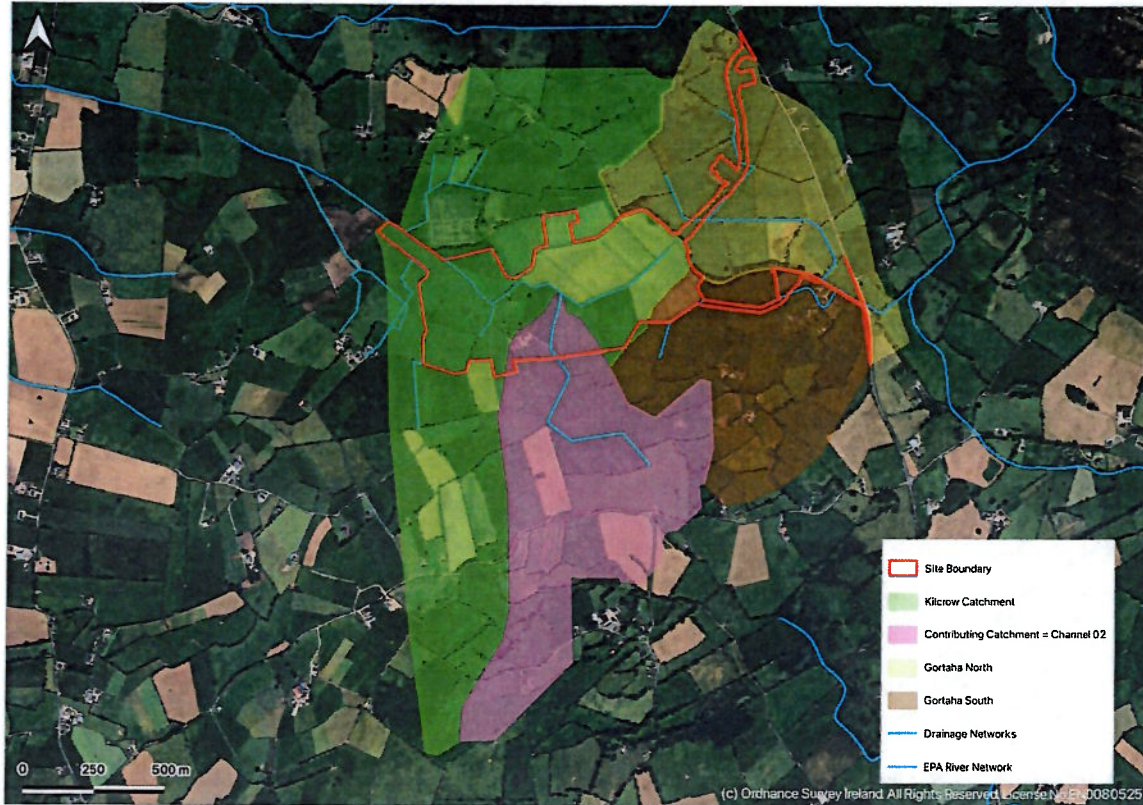 Site Boundary
Kilcrow Catchment
Contributing Catchment = Channel 02
Gortaha North
Gortaha South
Drainage Networks
EPA River Network
0 250 500 m
(c) Ordnance Survey Ireland. All Rights Reserved. License No EN0080525